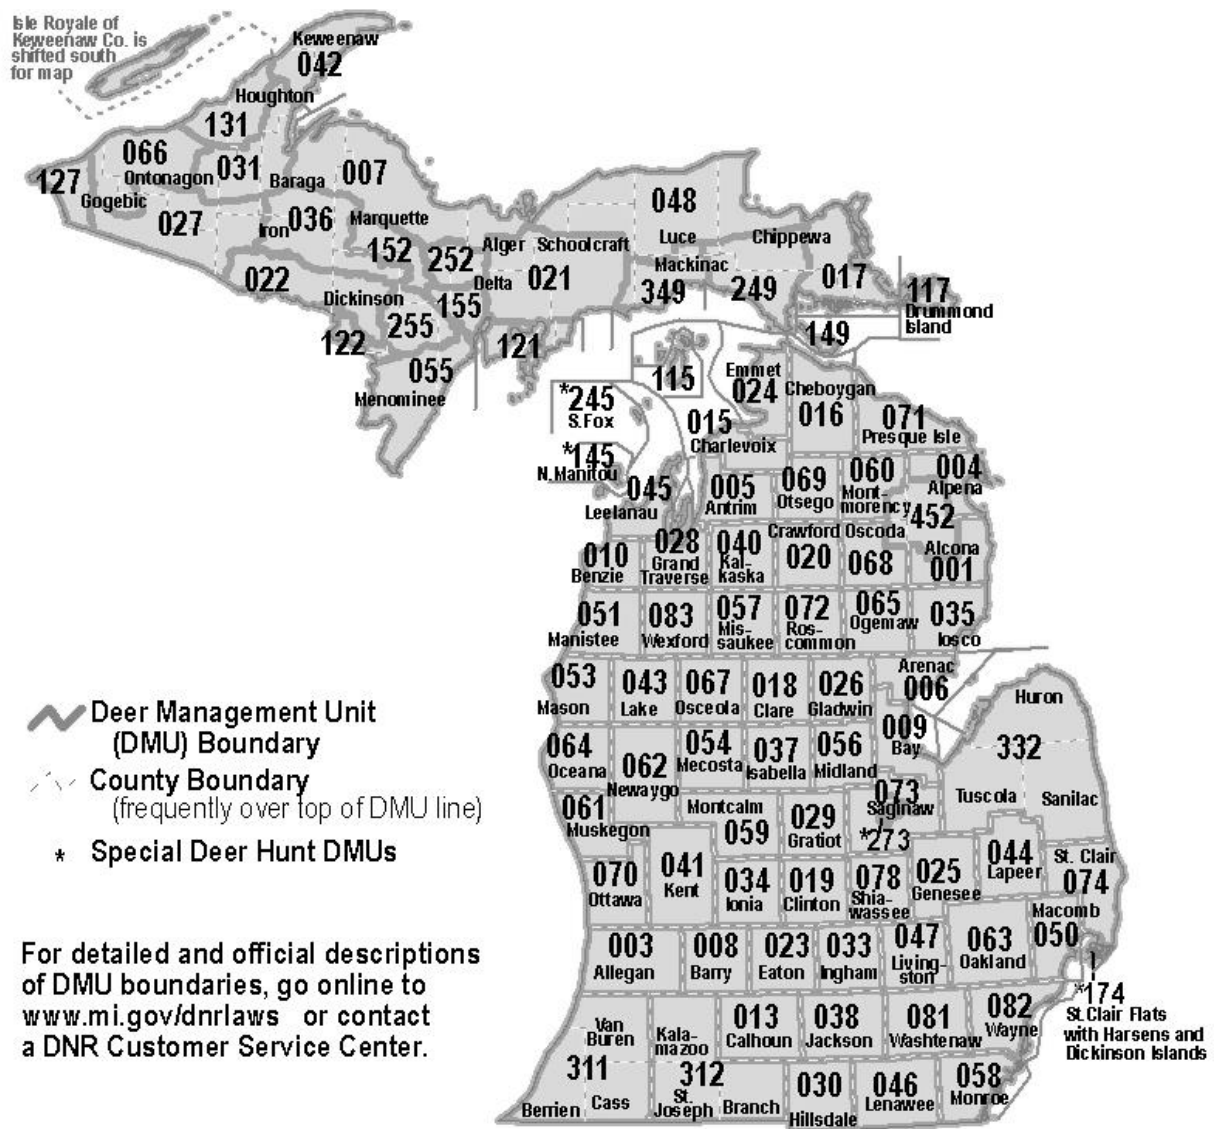 Isle Royale of
Keweenaw Co. is
shifted south
for map
Keweenaw
042
Houghton
131
066
Ontonagon
031
Baraga
007
127
Gogebic
027
Iron
036
Marquette
048
Luce
Chippewa
152
252
Alger
Schoolcraft
Mackinac
022
Delta
021
349
249
017
117
Drummond
Island
Dickinson
155
255
122
121
149
055
Menominee
115
Emmet
024
Cheboygan
016
*245
S.Fox
015
Charlevoix
071
Presque Isle
*145
N.Manitou
045
Leelanau
005
Antrim
069
Otsego
060
Mont-
morency
004
Alpena
452
Crawford
Oscoda
010
Benzie
028
Grand
Traverse
040
Kal-
kaska
020
068
Alcona
001
051
Manistee
083
Wexford
057
Mis-
saukee
072
Ros-
common
065
Ogemaw
035
Iosco
053
Mason
043
Lake
067
Osceola
018
Clare
026
Gladwin
Arenac
006
Huron
064
Oceana
062
Newaygo
054
Mecosta
037
Isabella
056
Midland
009
Bay
332
Tuscola
Sanilac
061
Muskegon
Montcalm
059
029
Gratiot
073
Saginaw
*273
070
Ottawa
041
Kent
034
Ionia
019
Clinton
078
Shia-
wassee
025
Genesee
044
Lapeer
St. Clair
074
003
Allegan
008
Barry
023
Eaton
033
Ingham
047
Living-
ston
063
Oakland
Macomb
050
*174
St.Clair Flats
with Harsens and
Dickinson Islands
Van
Buren
Kala-
mazoo
013
Calhoun
038
Jackson
081
Washtenaw
082
Wayne
311
Berrien
Cass
312
St.
Joseph
Branch
030
Hillsdale
046
Lenawee
058
Monroe
Deer Management Unit
(DMU) Boundary
County Boundary
(frequently over top of DMU line)
* Special Deer Hunt DMUs
For detailed and official descriptions
of DMU boundaries, go online to
www.mi.gov/dnrlaws or contact
a DNR Customer Service Center.